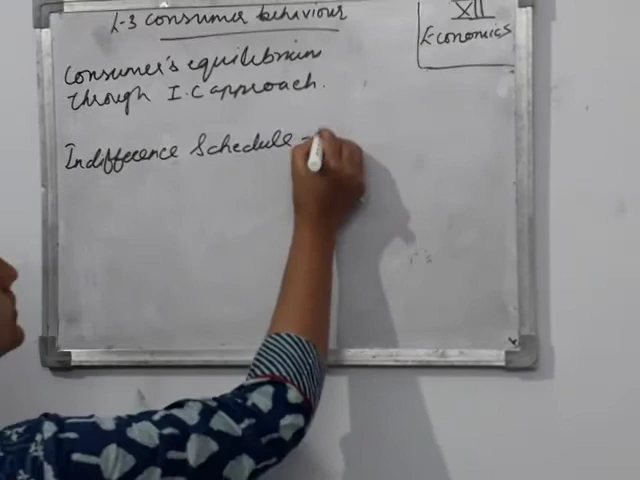 L-3 Consumer behaviour
XII
Economics
Consumer's equilibrium
Through I.C approach.
Indifference Schedule -